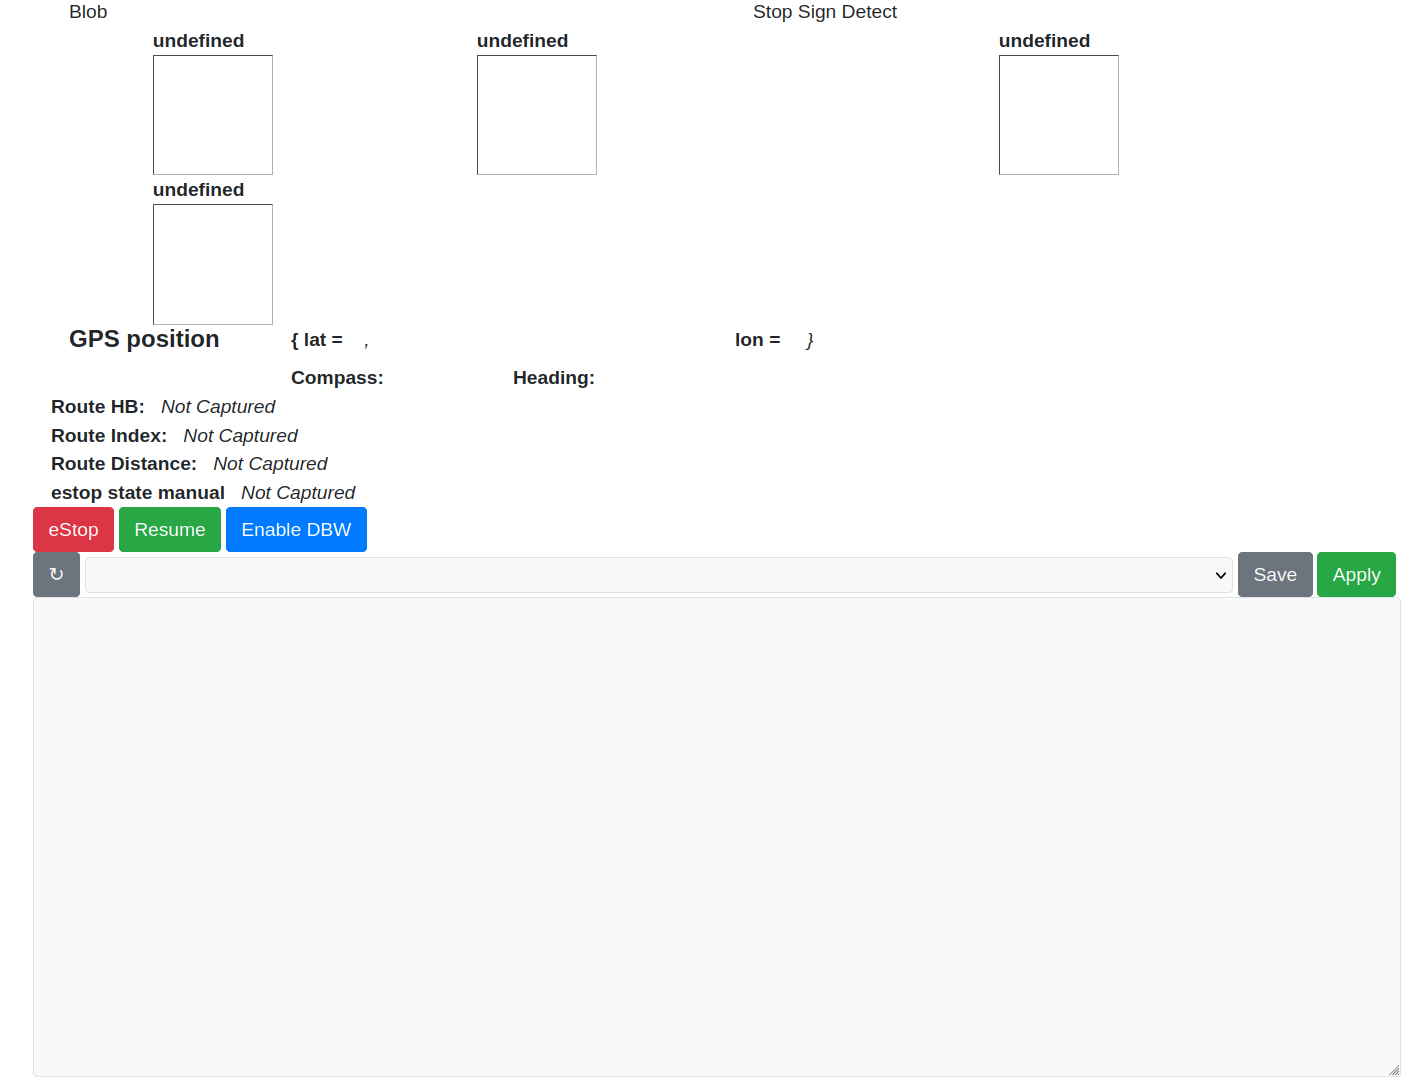 Blob Stop Sign Detect
undefined undefined undefined
undefined
GPS position { lat = , lon = }
Compass: Heading:
Route HB: Not Captured
Route Index: Not Captured
Route Distance: Not Captured
estop state manual Not Captured
eStop Resume Enable DBW
↻ Save Apply